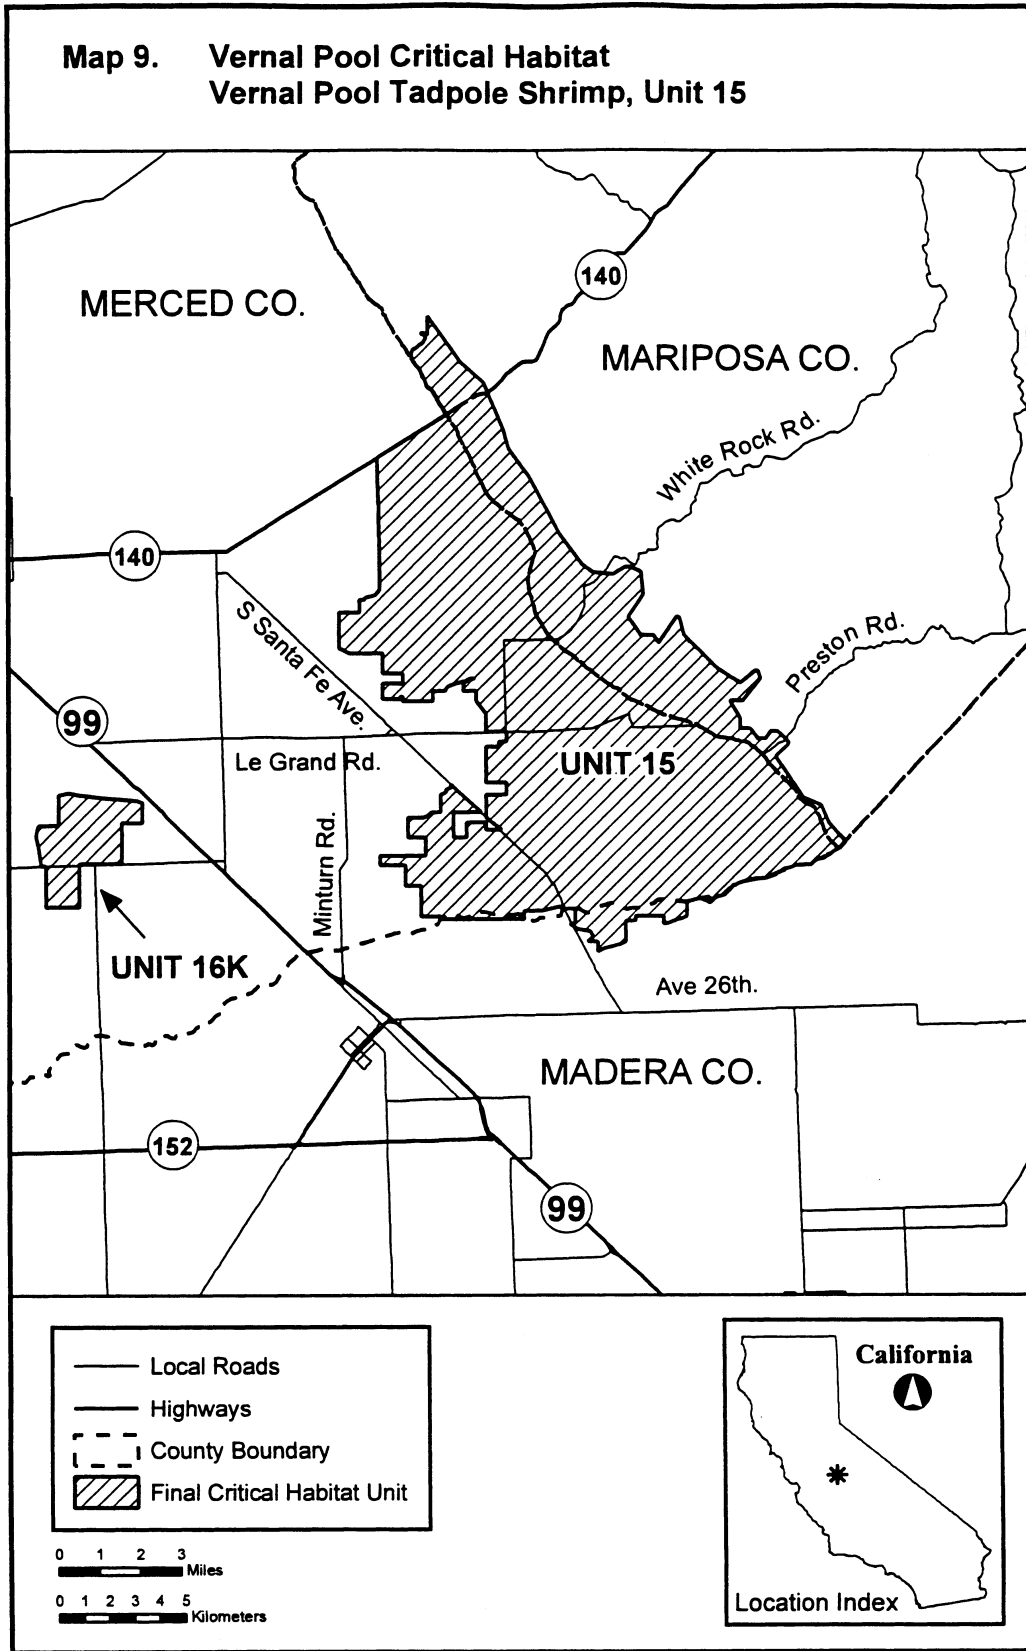 Map 9. Vernal Pool Critical Habitat
Vernal Pool Tadpole Shrimp, Unit 15
140
MERCED CO.
MARIPOSA CO.
White Rock Rd.
140
S Santa Fe Ave.
Preston Rd.
99
Le Grand Rd.
UNIT 15
Minturn Rd.
UNIT 16K
Ave 26th.
MADERA CO.
152
99
Local Roads
Highways
County Boundary
Final Critical Habitat Unit
0 1 2 3
Miles
0 1 2 3 4 5
Kilometers
California
Location Index